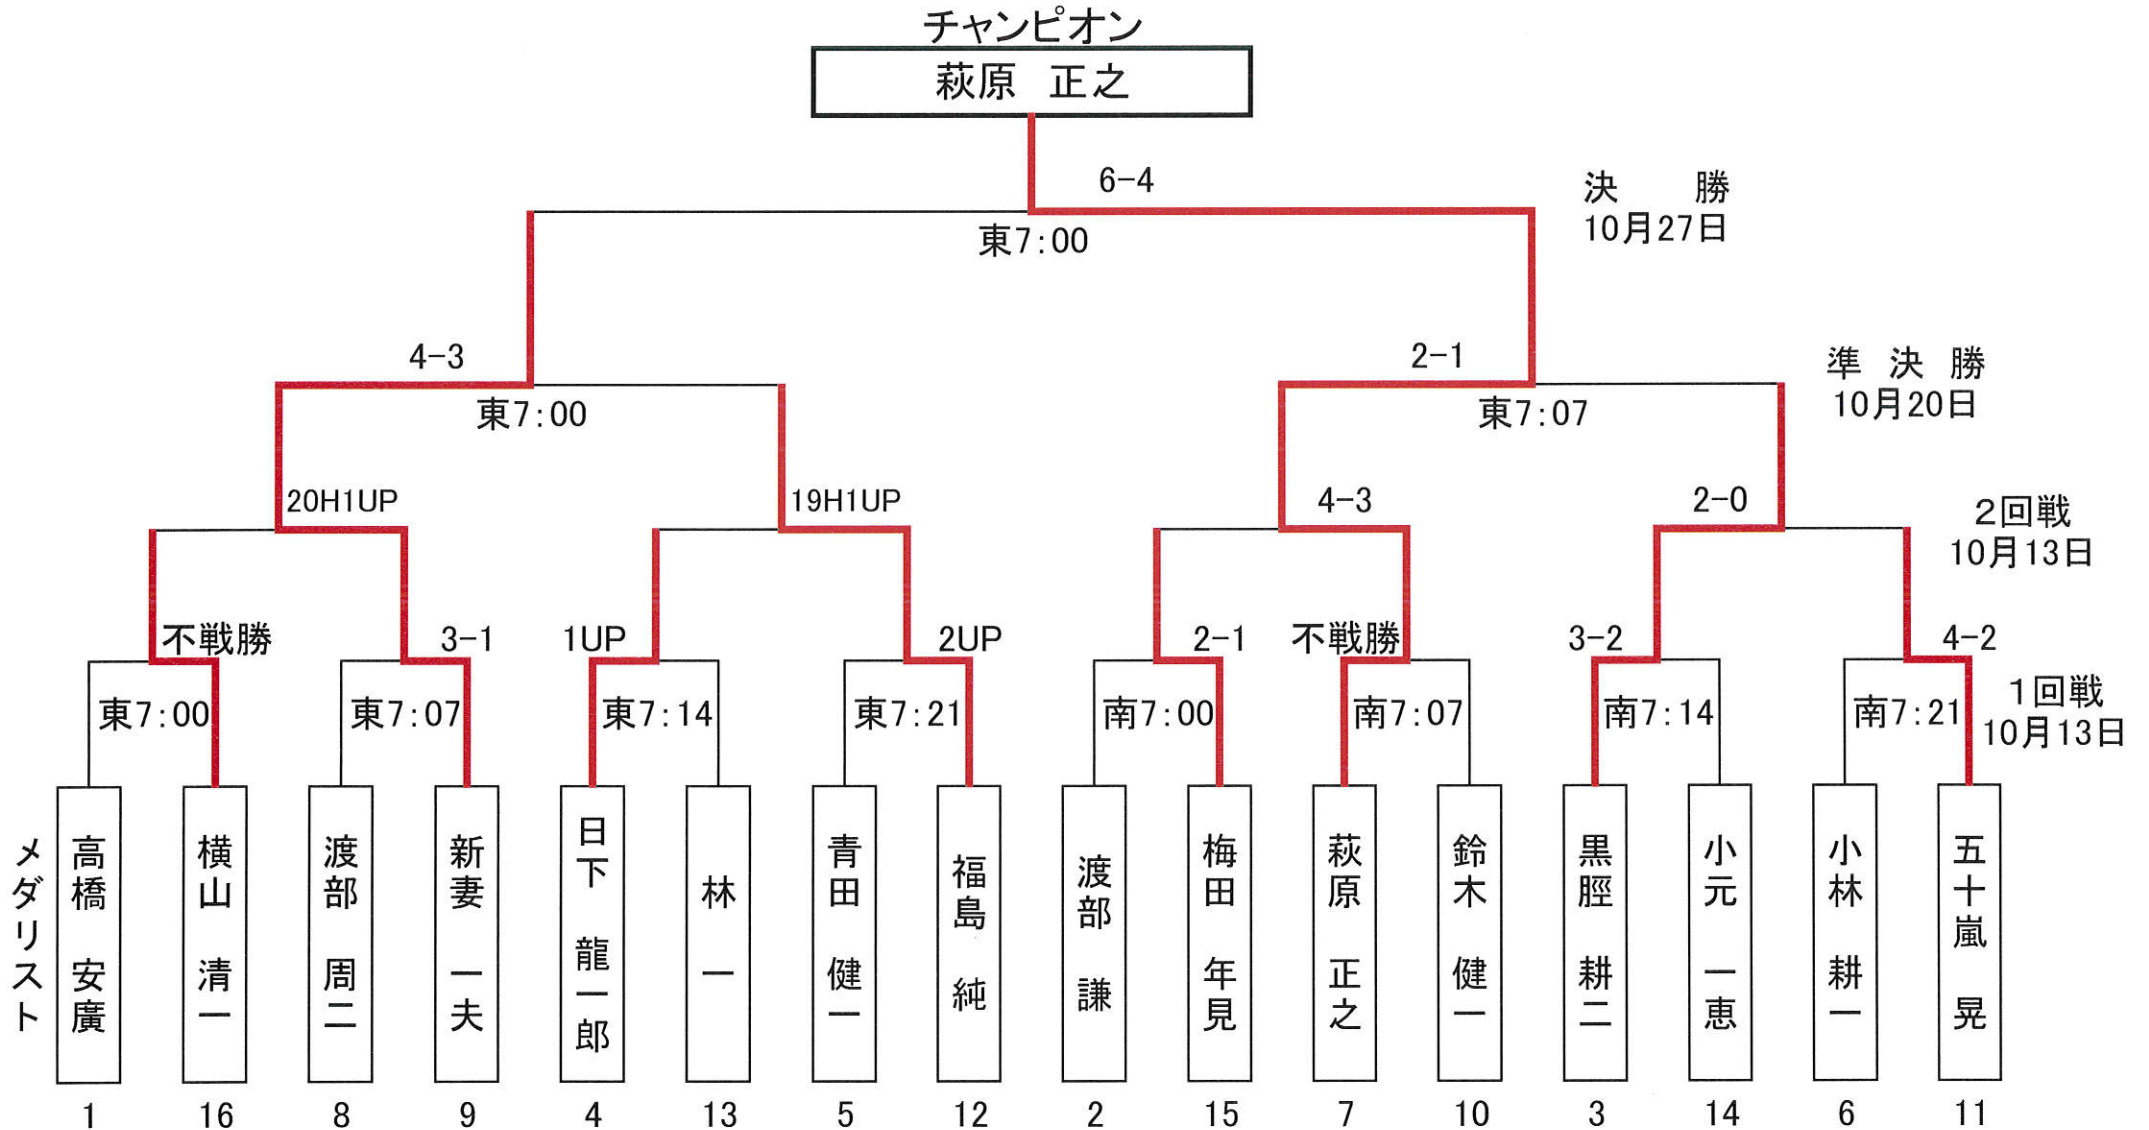 チャンピオン
萩原 正之
6-4
決 勝
10月27日
東7:00
4-3
2-1
準 決 勝
10月20日
東7:00
東7:07
20H1UP
19H1UP
4-3
2-0
2回戦
10月13日
不戦勝
3-1
1UP
2UP
2-1
不戦勝
3-2
4-2
1回戦
10月13日
東7:00
東7:07
東7:14
東7:21
南7:00
南7:07
南7:14
南7:21
メダリスト
高橋 安廣
横山 清一
渡部 周二
新妻 一夫
日下 龍一郎
林 一
青田 健一
福島 純
渡部 謙
梅田 年見
萩原 正之
鈴木 健一
黒脛 耕二
小元 一恵
小林 耕一
五十嵐 晃
1
16
8
9
4
13
5
12
2
15
7
10
3
14
6
11